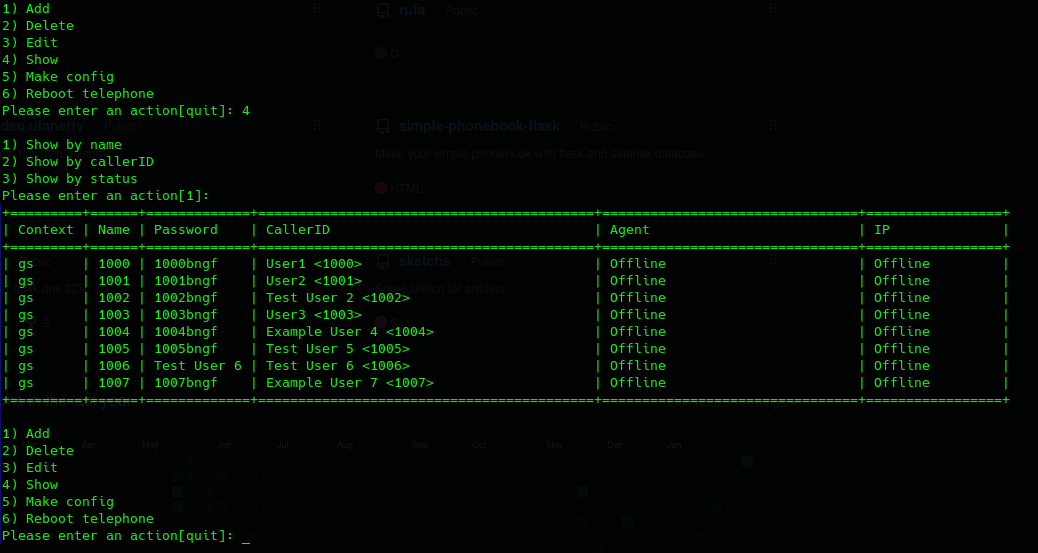 1) Add
2) Delete
3) Edit
4) Show
5) Make config
6) Reboot telephone
Please enter an action[quit]: 4
1) Show by name
2) Show by callerID
3) Show by status
Please enter an action[1]:
+=========+======+=============+==========================================+================================+=================+
| Context | Name | Password | CallerID | Agent | IP |
+=========+======+=============+==========================================+================================+=================+
| gs | 1000 | 1000bngf | User1 <1000> | Offline | Offline |
| gs | 1001 | 1001bngf | User2 <1001> | Offline | Offline |
| gs | 1002 | 1002bngf | Test User 2 <1002> | Offline | Offline |
| gs | 1003 | 1003bngf | User3 <1003> | Offline | Offline |
| gs | 1004 | 1004bngf | Example User 4 <1004> | Offline | Offline |
| gs | 1005 | 1005bngf | Test User 5 <1005> | Offline | Offline |
| gs | 1006 | Test User 6 | Test User 6 <1006> | Offline | Offline |
| gs | 1007 | 1007bngf | Example User 7 <1007> | Offline | Offline |
+=========+======+=============+==========================================+================================+=================+
1) Add
2) Delete
3) Edit
4) Show
5) Make config
6) Reboot telephone
Please enter an action[quit]: _
rufa Public
C
Public
simple-phonebook-flask Public
Make your simple phonebook with flask and asterisk database
HTML
sketchs Public
sketch for arduino
Apr May Jun Jul Aug Sep Oct Nov Dec Jan